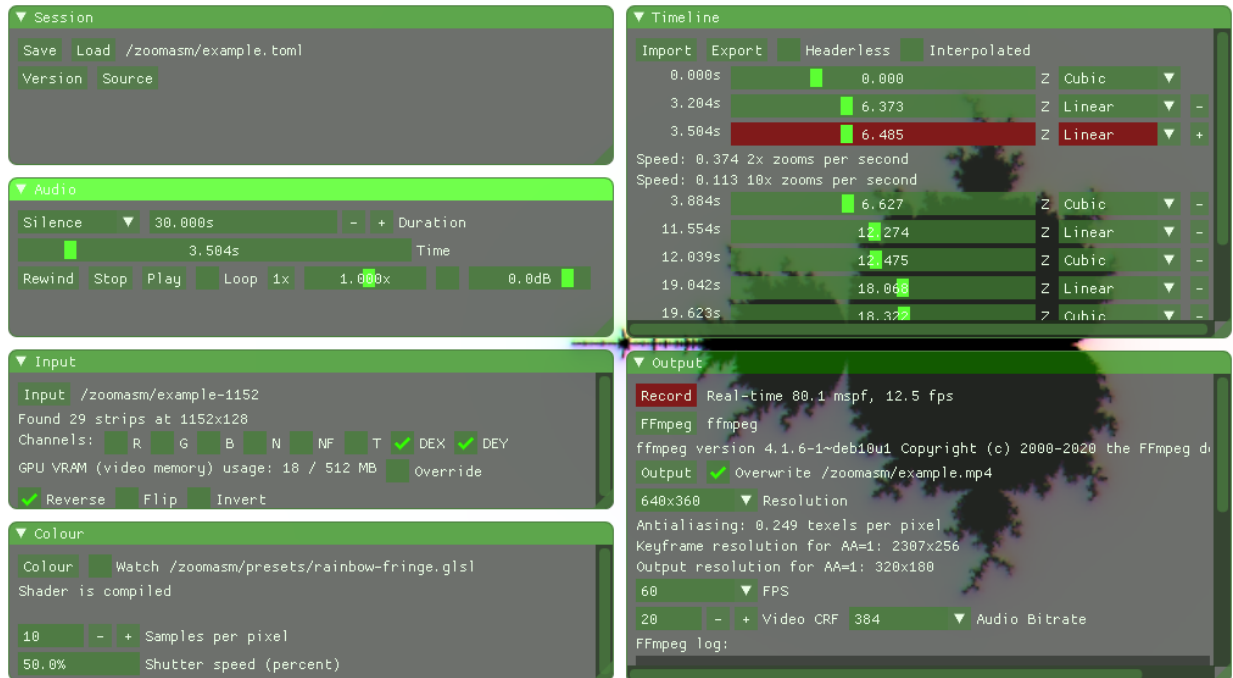 Session
Save Load /zoomasm/example.toml
Version Source
Audio
Silence 30.000s - + Duration
3.504s Time
Rewind Stop Play Loop 1x 1.000x 0.0dB
Input
Input /zoomasm/example-1152
Found 29 strips at 1152x128
Channels: R G B N NF T DEX DEY
GPU VRAM (video memory) usage: 18 / 512 MB Override
Reverse Flip Invert
Colour
Colour Watch /zoomasm/presets/rainbow-fringe.glsl
Shader is compiled
10 - + Samples per pixel
50.0% Shutter speed (percent)
Timeline
Import Export Headerless Interpolated
0.000s 0.000 Z Cubic
3.204s 6.373 Z Linear -
3.504s 6.485 Z Linear +
Speed: 0.374 2x zooms per second
Speed: 0.113 10x zooms per second
3.884s 6.627 Z Cubic -
11.554s 12.274 Z Linear -
12.039s 12.475 Z Cubic -
19.042s 18.068 Z Linear -
19.623s 18.322 Z Cubic -
Output
Record Real-time 80.1 mspf, 12.5 fps
FFmpeg ffmpeg
ffmpeg version 4.1.6-1~deb10u1 Copyright (c) 2000-2020 the FFmpeg d
Output Overwrite /zoomasm/example.mp4
640x360 Resolution
Antialiasing: 0.249 texels per pixel
Keyframe resolution for AA=1: 2307x256
Output resolution for AA=1: 320x180
60 FPS
20 - + Video CRF 384 Audio Bitrate
FFmpeg log: